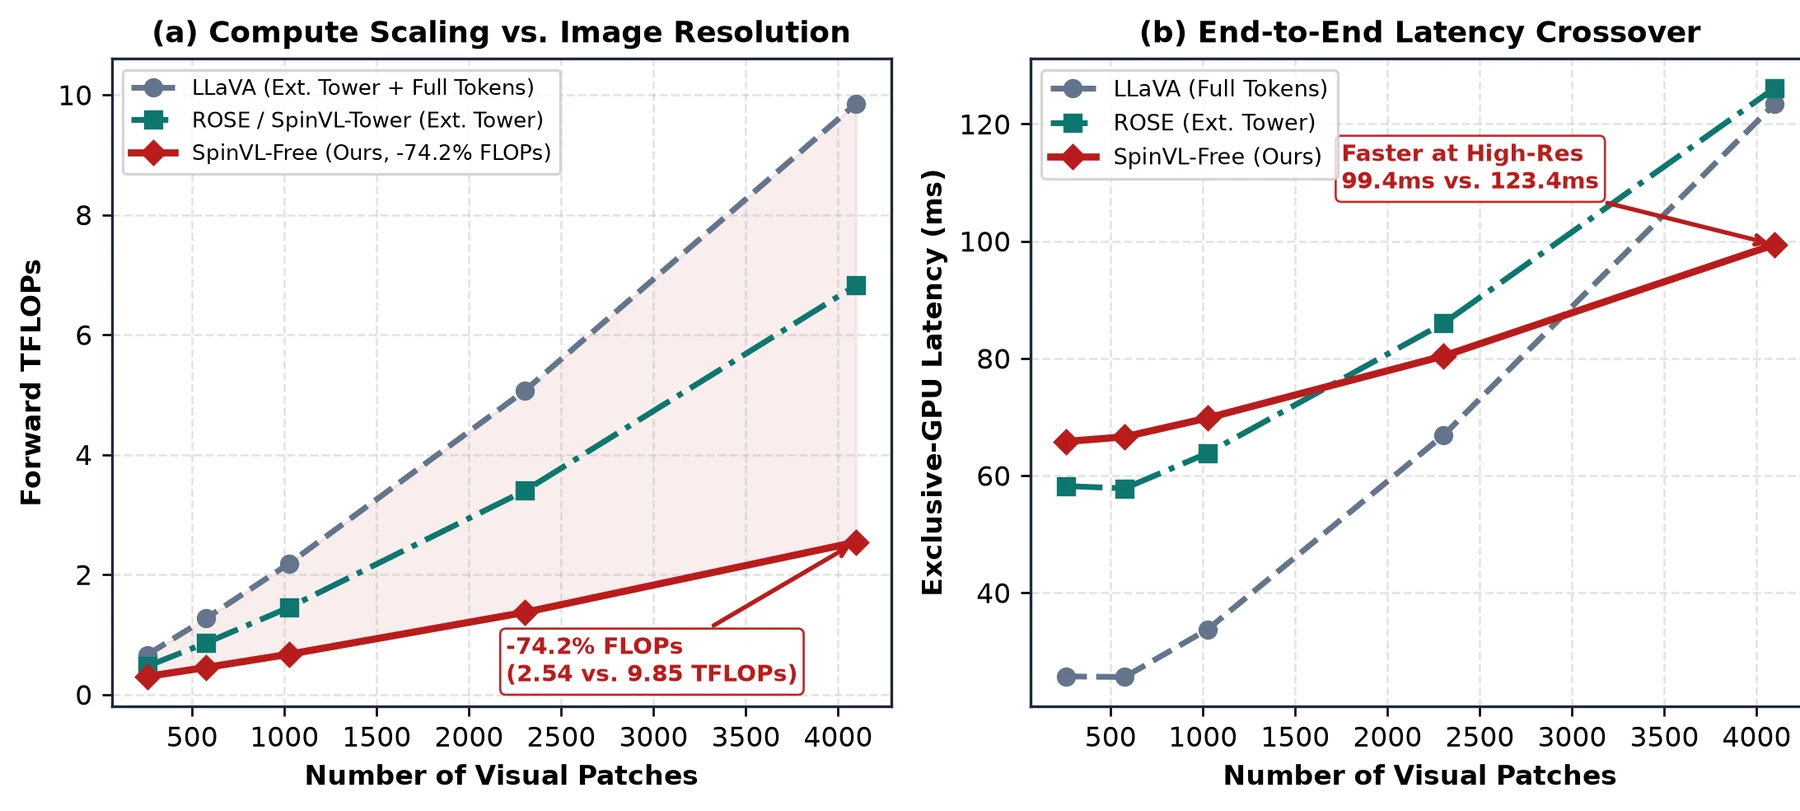 (a) Compute Scaling vs. Image Resolution
LLaVA (Ext. Tower + Full Tokens)
ROSE / SpinVL-Tower (Ext. Tower)
SpinVL-Free (Ours, -74.2% FLOPs)
Forward TFLOPs
10
8
6
4
2
0
-74.2% FLOPs
(2.54 vs. 9.85 TFLOPs)
500 1000 1500 2000 2500 3000 3500 4000
Number of Visual Patches
(b) End-to-End Latency Crossover
LLaVA (Full Tokens)
ROSE (Ext. Tower)
SpinVL-Free (Ours)
Faster at High-Res
99.4ms vs. 123.4ms
Exclusive-GPU Latency (ms)
120
100
80
60
40
500 1000 1500 2000 2500 3000 3500 4000
Number of Visual Patches